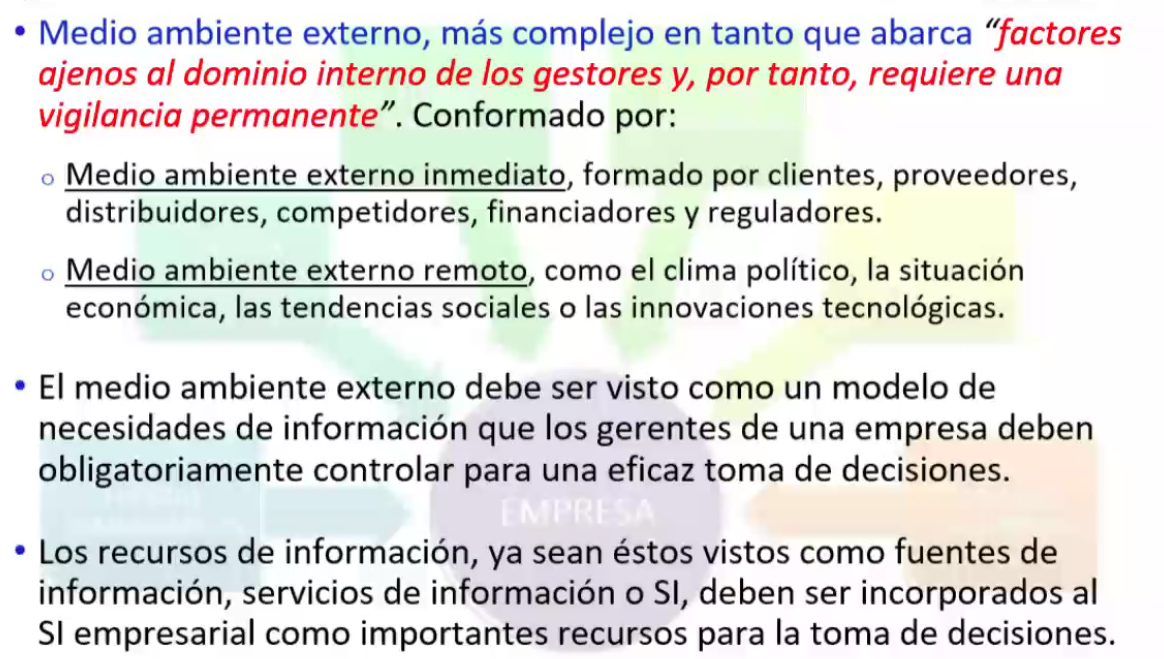 • Medio ambiente externo, más complejo en tanto que abarca “factores
ajenos al dominio interno de los gestores y, por tanto, requiere una
vigilancia permanente”. Conformado por:
o Medio ambiente externo inmediato, formado por clientes, proveedores,
distribuidores, competidores, financiadores y reguladores.
o Medio ambiente externo remoto, como el clima político, la situación
económica, las tendencias sociales o las innovaciones tecnológicas.
• El medio ambiente externo debe ser visto como un modelo de
necesidades de información que los gerentes de una empresa deben
obligatoriamente controlar para una eficaz toma de decisiones.
EMPRESA
• Los recursos de información, ya sean éstos vistos como fuentes de
información, servicios de información o SI, deben ser incorporados al
SI empresarial como importantes recursos para la toma de decisiones.